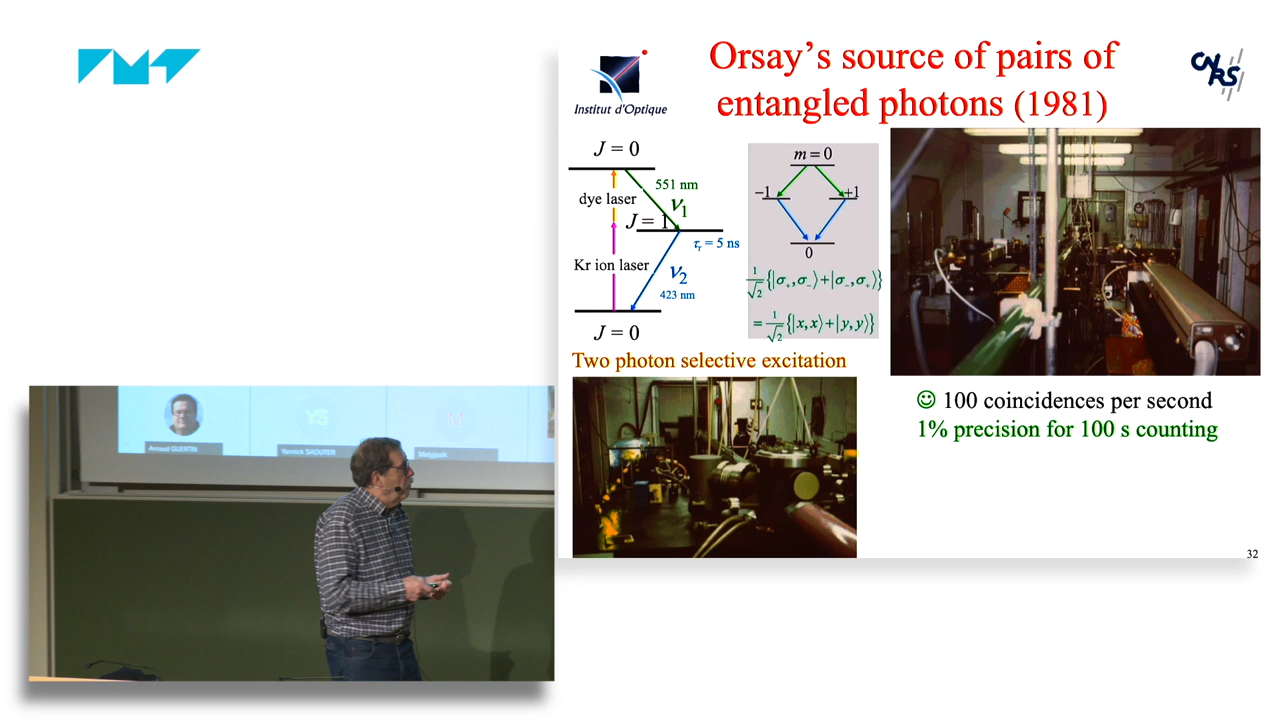 IMT
Institut d'Optique
Orsay's source of pairs of
entangled photons (1981)
CNRS
J = 0
dye laser
551 nm
ν1
J = 1
τr = 5 ns
Kr ion laser
ν2
423 nm
J = 0
m = 0
−1
+1
0
1/√2 {|σ+,σ−⟩+|σ−,σ+⟩}
= 1/√2 {|x,x⟩+|y,y⟩}
Two photon selective excitation
☺ 100 coincidences per second
1% precision for 100 s counting
32
YS
M
Arnaud GUERTIN
Yannick SAOUTER